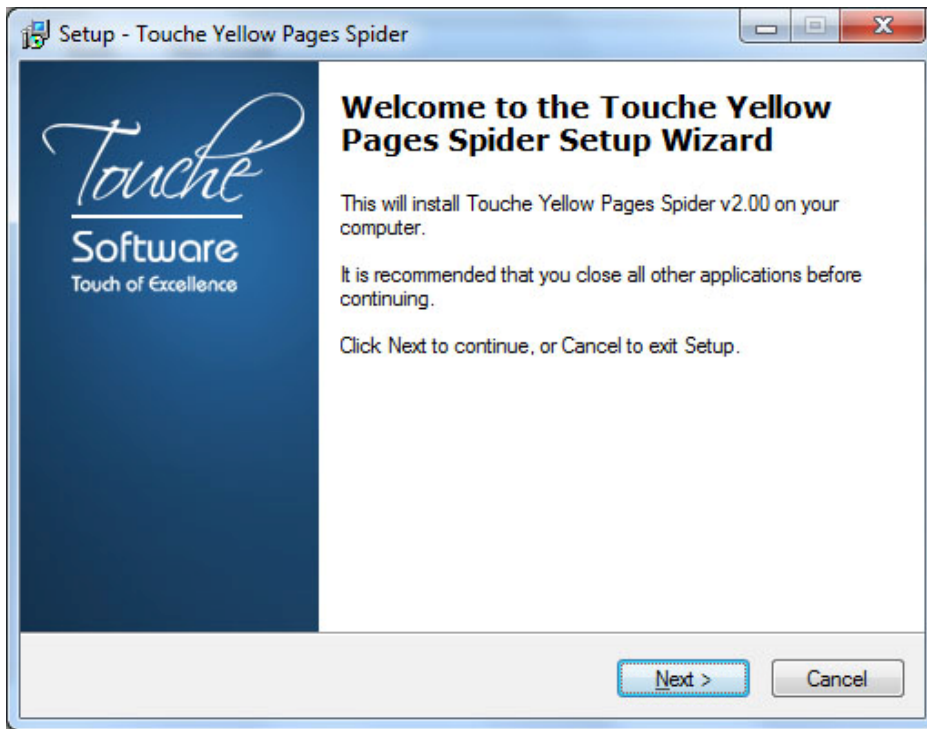 Setup - Touche Yellow Pages Spider
Touché
Software
Touch of Excellence
Welcome to the Touche Yellow
Pages Spider Setup Wizard
This will install Touche Yellow Pages Spider v2.00 on your
computer.
It is recommended that you close all other applications before
continuing.
Click Next to continue, or Cancel to exit Setup.
Next >
Cancel